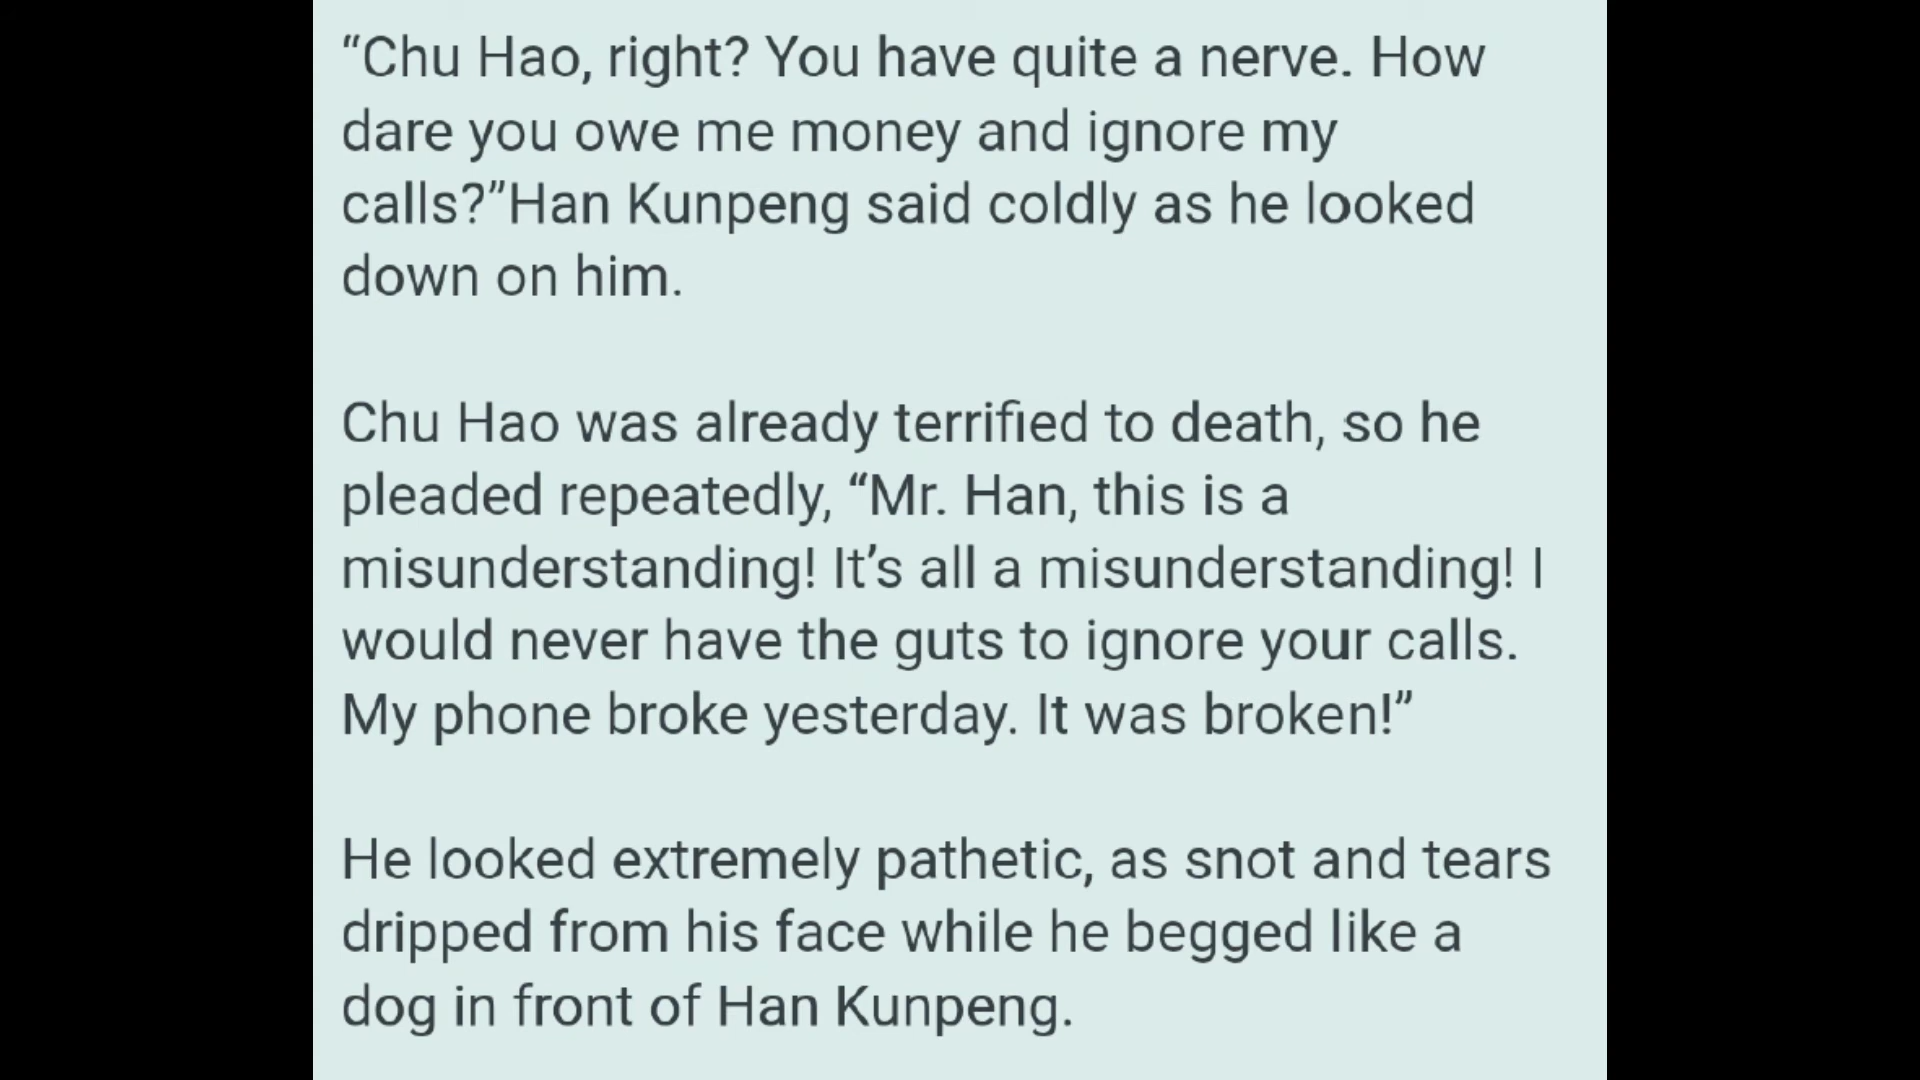 “Chu Hao, right? You have quite a nerve. How
dare you owe me money and ignore my
calls?”Han Kunpeng said coldly as he looked
down on him.
Chu Hao was already terrified to death, so he
pleaded repeatedly, “Mr. Han, this is a
misunderstanding! It’s all a misunderstanding! I
would never have the guts to ignore your calls.
My phone broke yesterday. It was broken!”
He looked extremely pathetic, as snot and tears
dripped from his face while he begged like a
dog in front of Han Kunpeng.